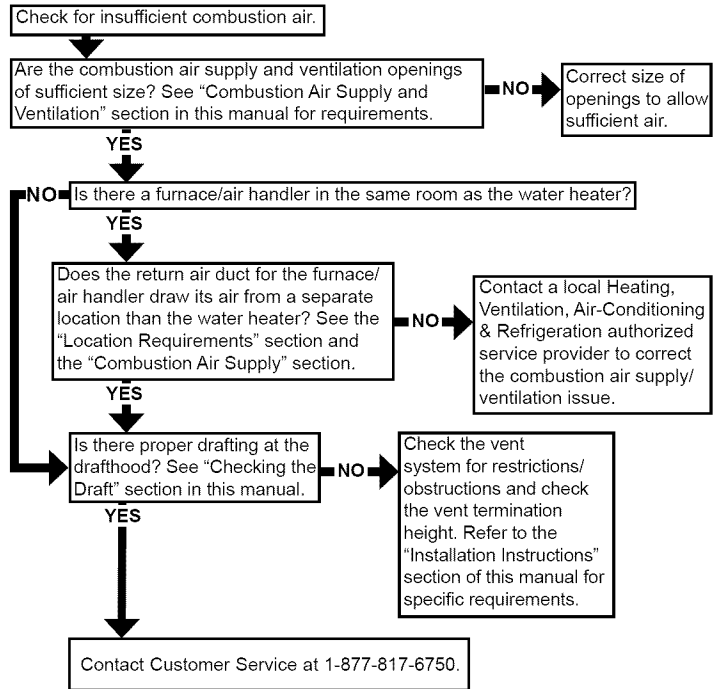 Check for insufficient combustion air.
Are the combustion air supply and ventilation openings
of sufficient size? See “Combustion Air Supply and
Ventilation” section in this manual for requirements.
NO
Correct size of
openings to allow
sufficient air.
YES
NO
Is there a furnace/air handler in the same room as the water heater?
YES
Does the return air duct for the furnace/
air handler draw its air from a separate
location than the water heater? See the
“Location Requirements” section and
the “Combustion Air Supply” section.
NO
Contact a local Heating,
Ventilation, Air-Conditioning
& Refrigeration authorized
service provider to correct
the combustion air supply/
ventilation issue.
YES
Is there proper drafting at the
drafthood? See “Checking the
Draft” section in this manual.
NO
Check the vent
system for restrictions/
obstructions and check
the vent termination
height. Refer to the
“Installation Instructions”
section of this manual for
specific requirements.
YES
Contact Customer Service at 1-877-817-6750.